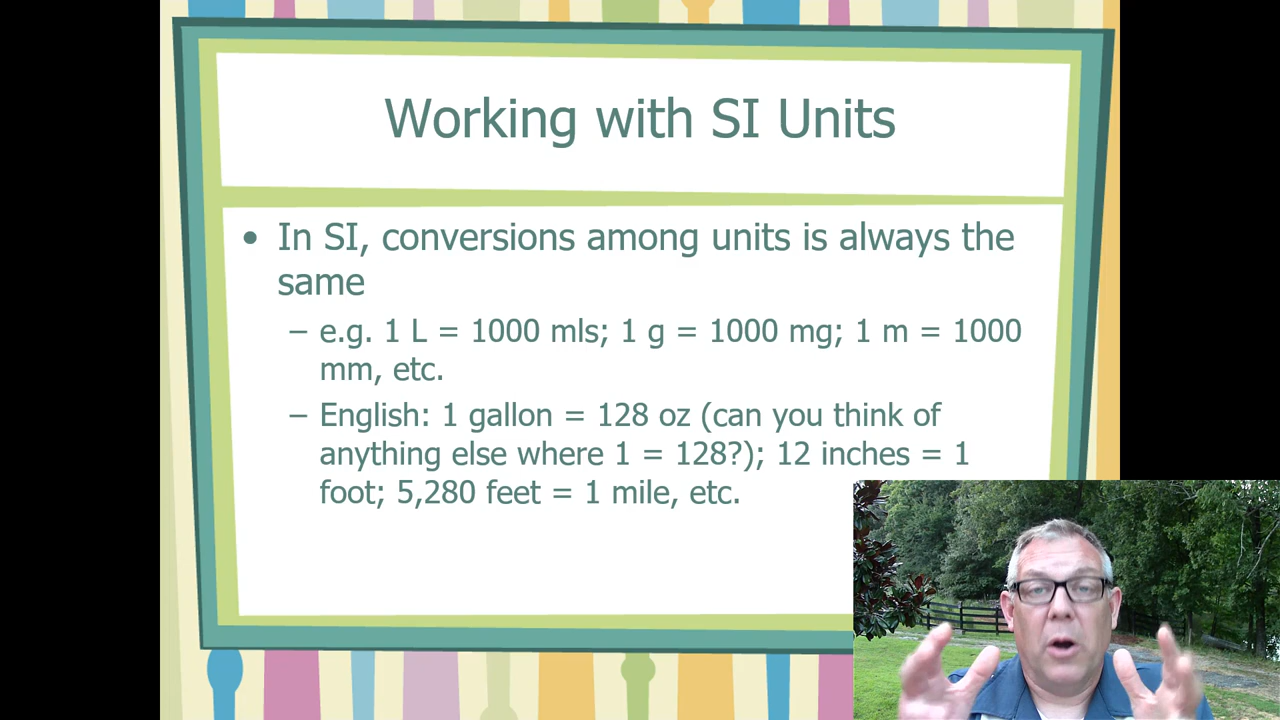 Working with SI Units
• In SI, conversions among units is always the
same
– e.g. 1 L = 1000 mls; 1 g = 1000 mg; 1 m = 1000
mm, etc.
– English: 1 gallon = 128 oz (can you think of
anything else where 1 = 128?); 12 inches = 1
foot; 5,280 feet = 1 mile, etc.